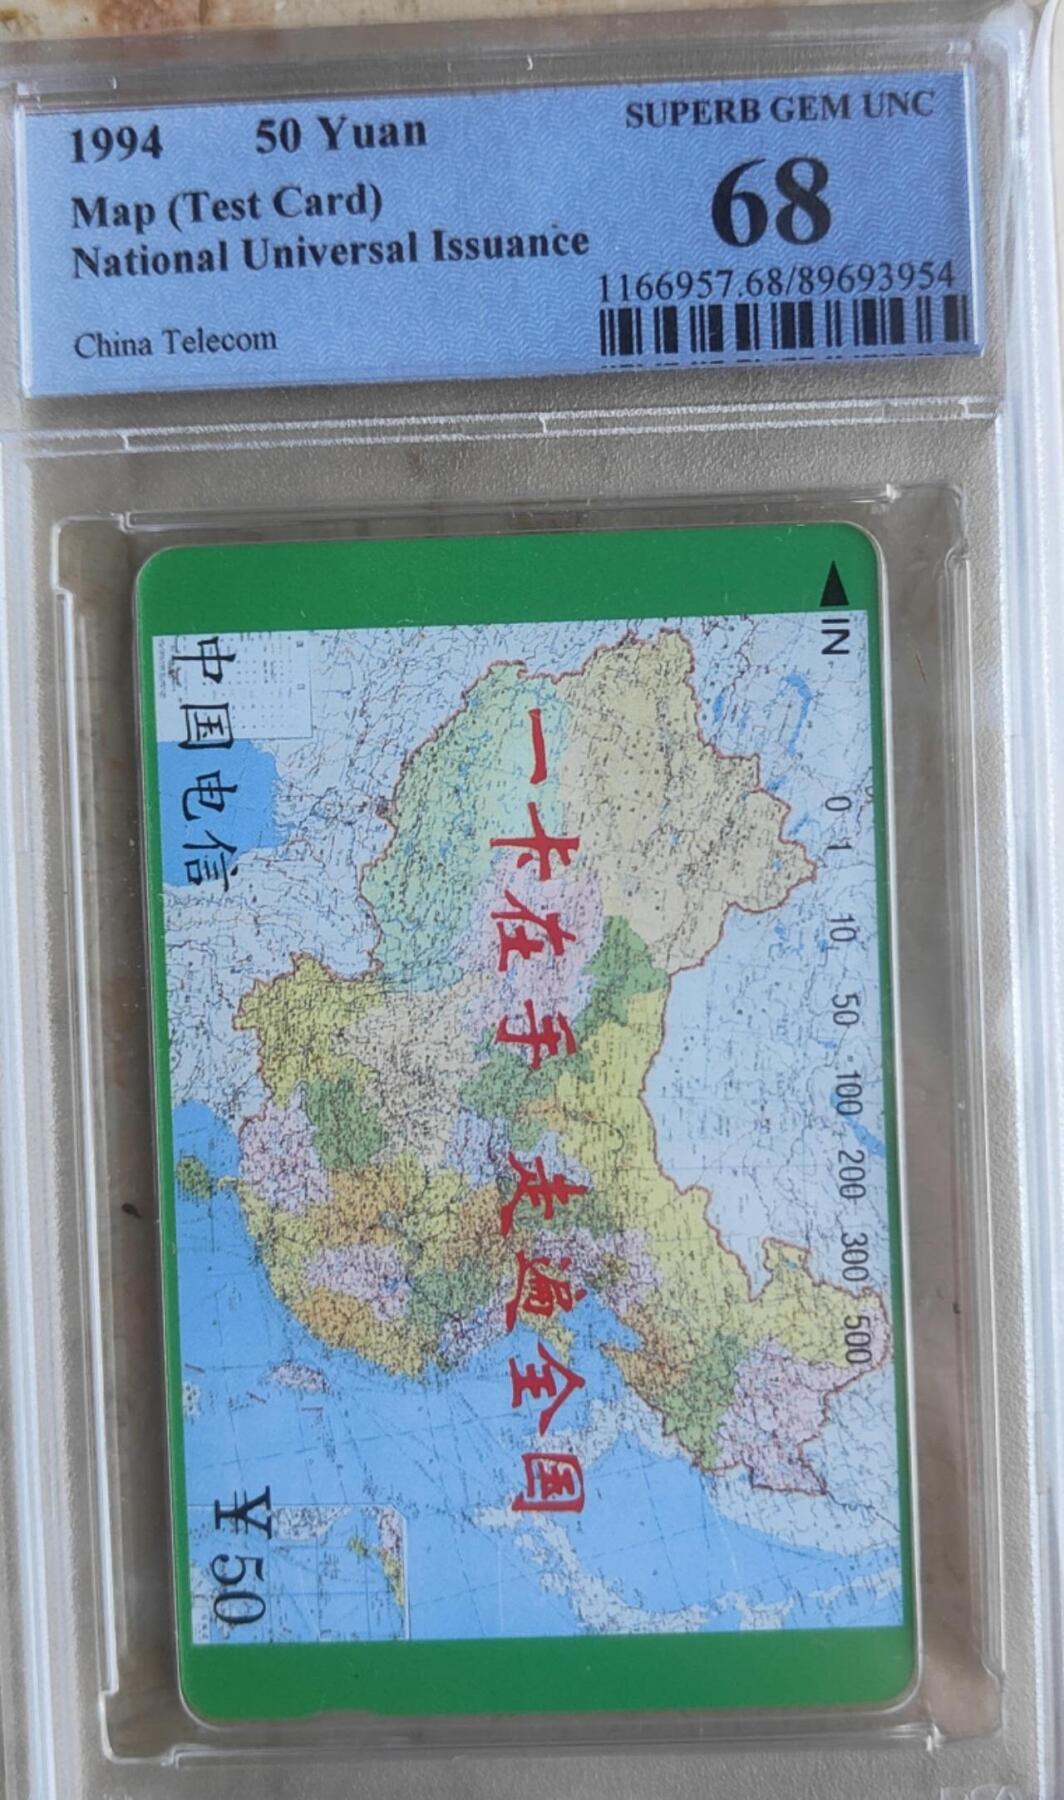 1994 50 Yuan
Map (Test Card)
National Universal Issuance
China Telecom
SUPERB GEM UNC
68
1166957.68/89693954
IN
0 1 10 50 100 200 300 500
一卡在手 走遍全国
中国电信
¥50